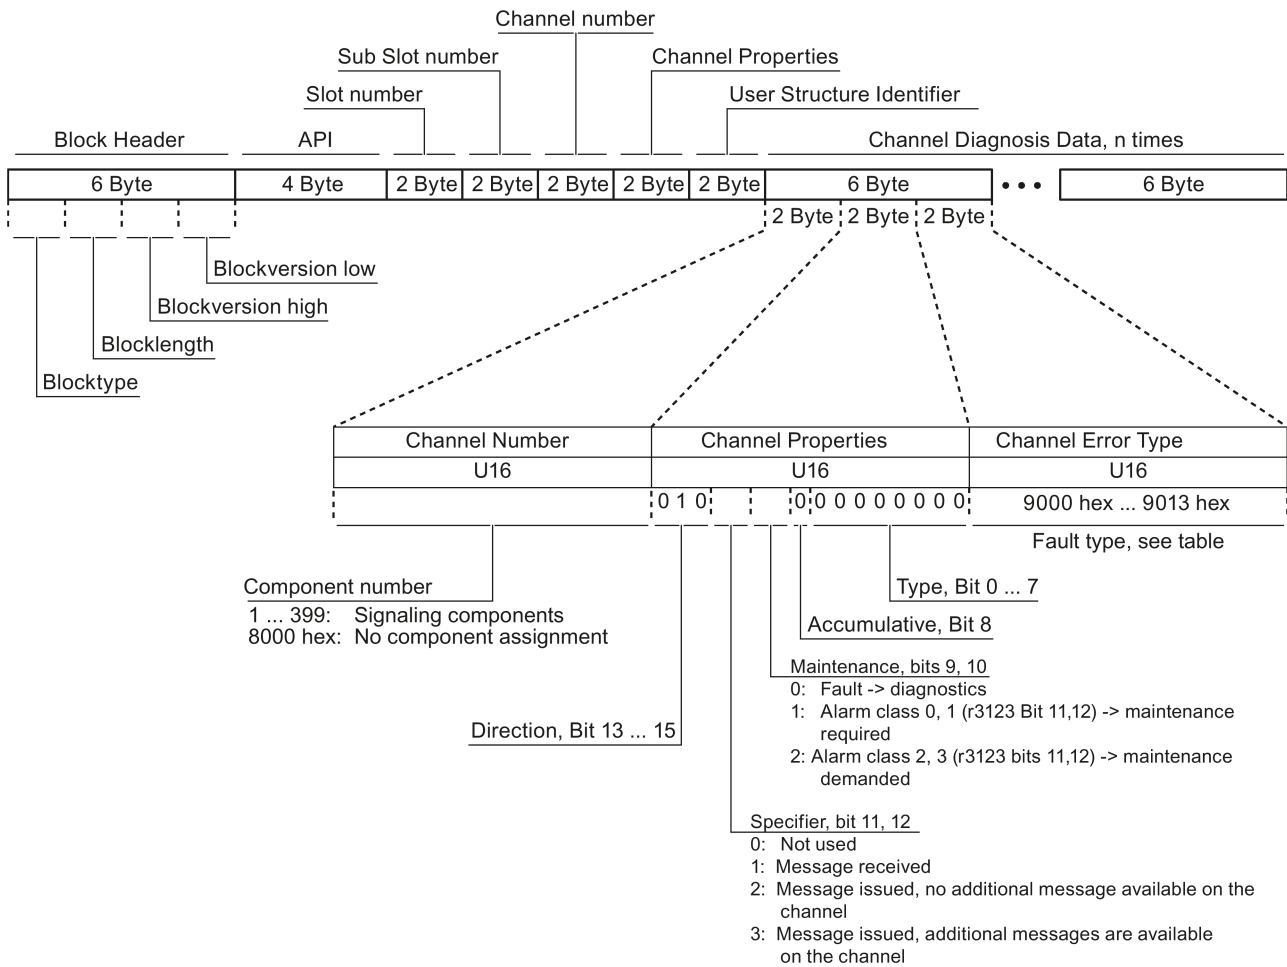 Channel number
Sub Slot number
Channel Properties
Slot number
User Structure Identifier
Block Header
API
Channel Diagnosis Data, n times
6 Byte
4 Byte
2 Byte
2 Byte
2 Byte
2 Byte
2 Byte
6 Byte
6 Byte
2 Byte
2 Byte
2 Byte
Blockversion low
Blockversion high
Blocklength
Blocktype
Channel Number
Channel Properties
Channel Error Type
U16
U16
U16
0 1 0
0
0 0 0 0 0 0 0 0
9000 hex ... 9013 hex
Fault type, see table
Component number
1 ... 399: Signaling components
8000 hex: No component assignment
Type, Bit 0 ... 7
Accumulative, Bit 8
Maintenance, bits 9, 10
0: Fault -> diagnostics
1: Alarm class 0, 1 (r3123 Bit 11,12) -> maintenance
required
2: Alarm class 2, 3 (r3123 bits 11,12) -> maintenance
demanded
Direction, Bit 13 ... 15
Specifier, bit 11, 12
0: Not used
1: Message received
2: Message issued, no additional message available on the
channel
3: Message issued, additional messages are available
on the channel